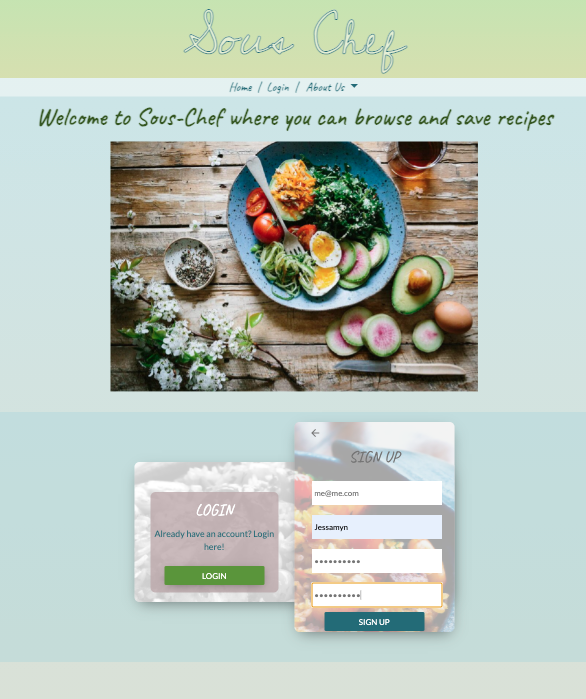 Sous Chef
Home / Login / About Us
Welcome to Sous-Chef where you can browse and save recipes
SIGN UP
me@me.com
Jessamyn
••••••••••
••••••••••
SIGN UP
LOGIN
Already have an account? Login
here!
LOGIN